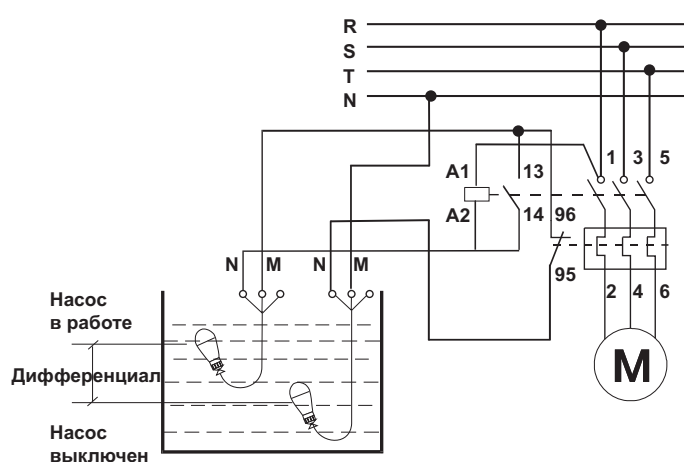 R
S
T
N
1 3 5
A1 13
A2 14 96
95
N M N M
2 4 6
M
Насос
в работе
Дифференциал
Насос
выключен